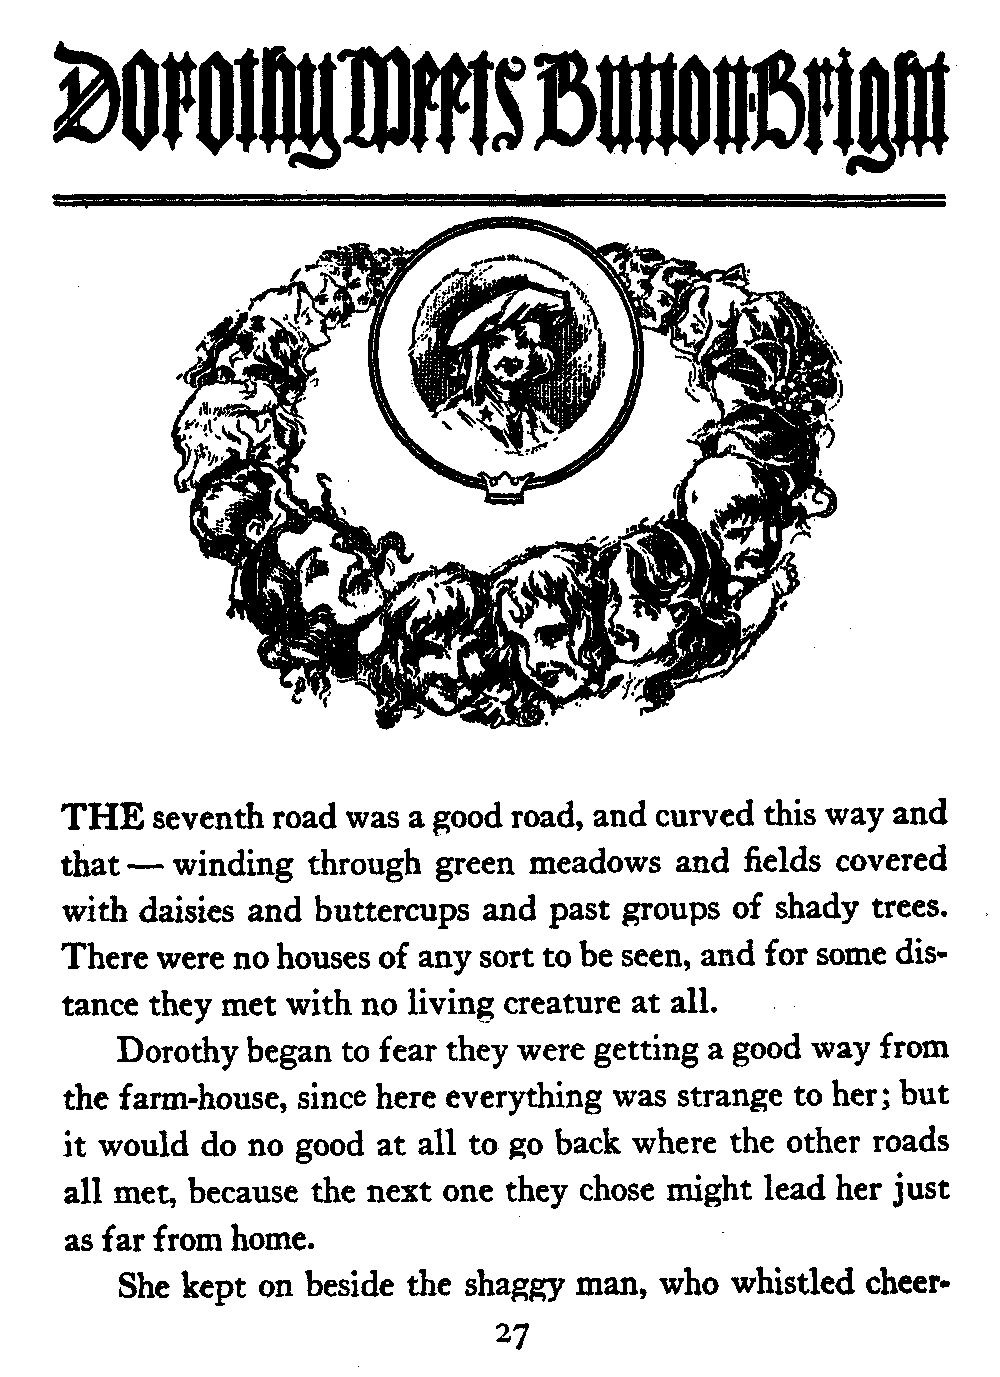 Dorothy Meets Button Bright
THE seventh road was a good road, and curved this way and
that — winding through green meadows and fields covered
with daisies and buttercups and past groups of shady trees.
There were no houses of any sort to be seen, and for some dis-
tance they met with no living creature at all.
Dorothy began to fear they were getting a good way from
the farm-house, since here everything was strange to her; but
it would do no good at all to go back where the other roads
all met, because the next one they chose might lead her just
as far from home.
She kept on beside the shaggy man, who whistled cheer-
27